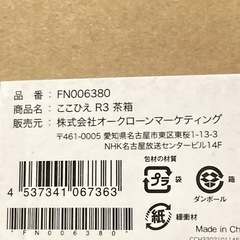 品 番：FN006380
商品名：ここひえ R3 茶箱
販売元：株式会社オークローンマーケティング
〒461-0005 愛知県名古屋市東区東桜1-13-3
NHK名古屋放送センタービル14F
包材の材質
プラ
袋
箱
ダンボール
紙
緩衝材
4 537341 067363
*FN006380*
Made in Ch